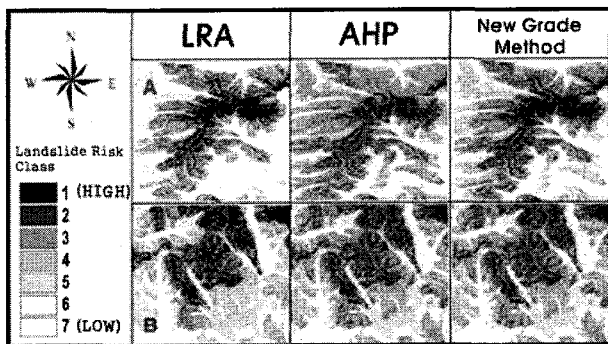 N
W E
S
Landslide Risk
Class
1 (HIGH)
2
3
4
5
6
7 (LOW)
LRA
AHP
New Grade
Method
A
B